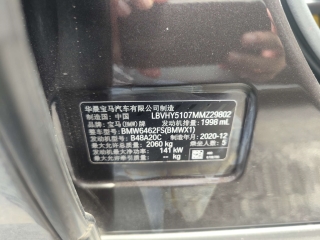 华晨宝马汽车有限公司制造
制造国：中国 LBVHY5107MMZ29802
品牌：宝马(BMW)牌 发动机排量：1998 mL
整车型号：BMW6462FS(BMWX1)
发动机型号：B48A20C 制造年月：2020-12
最大允许总质量：2060 kg 乘坐人数：5
发动机最大净功率：141 kW
-- kg